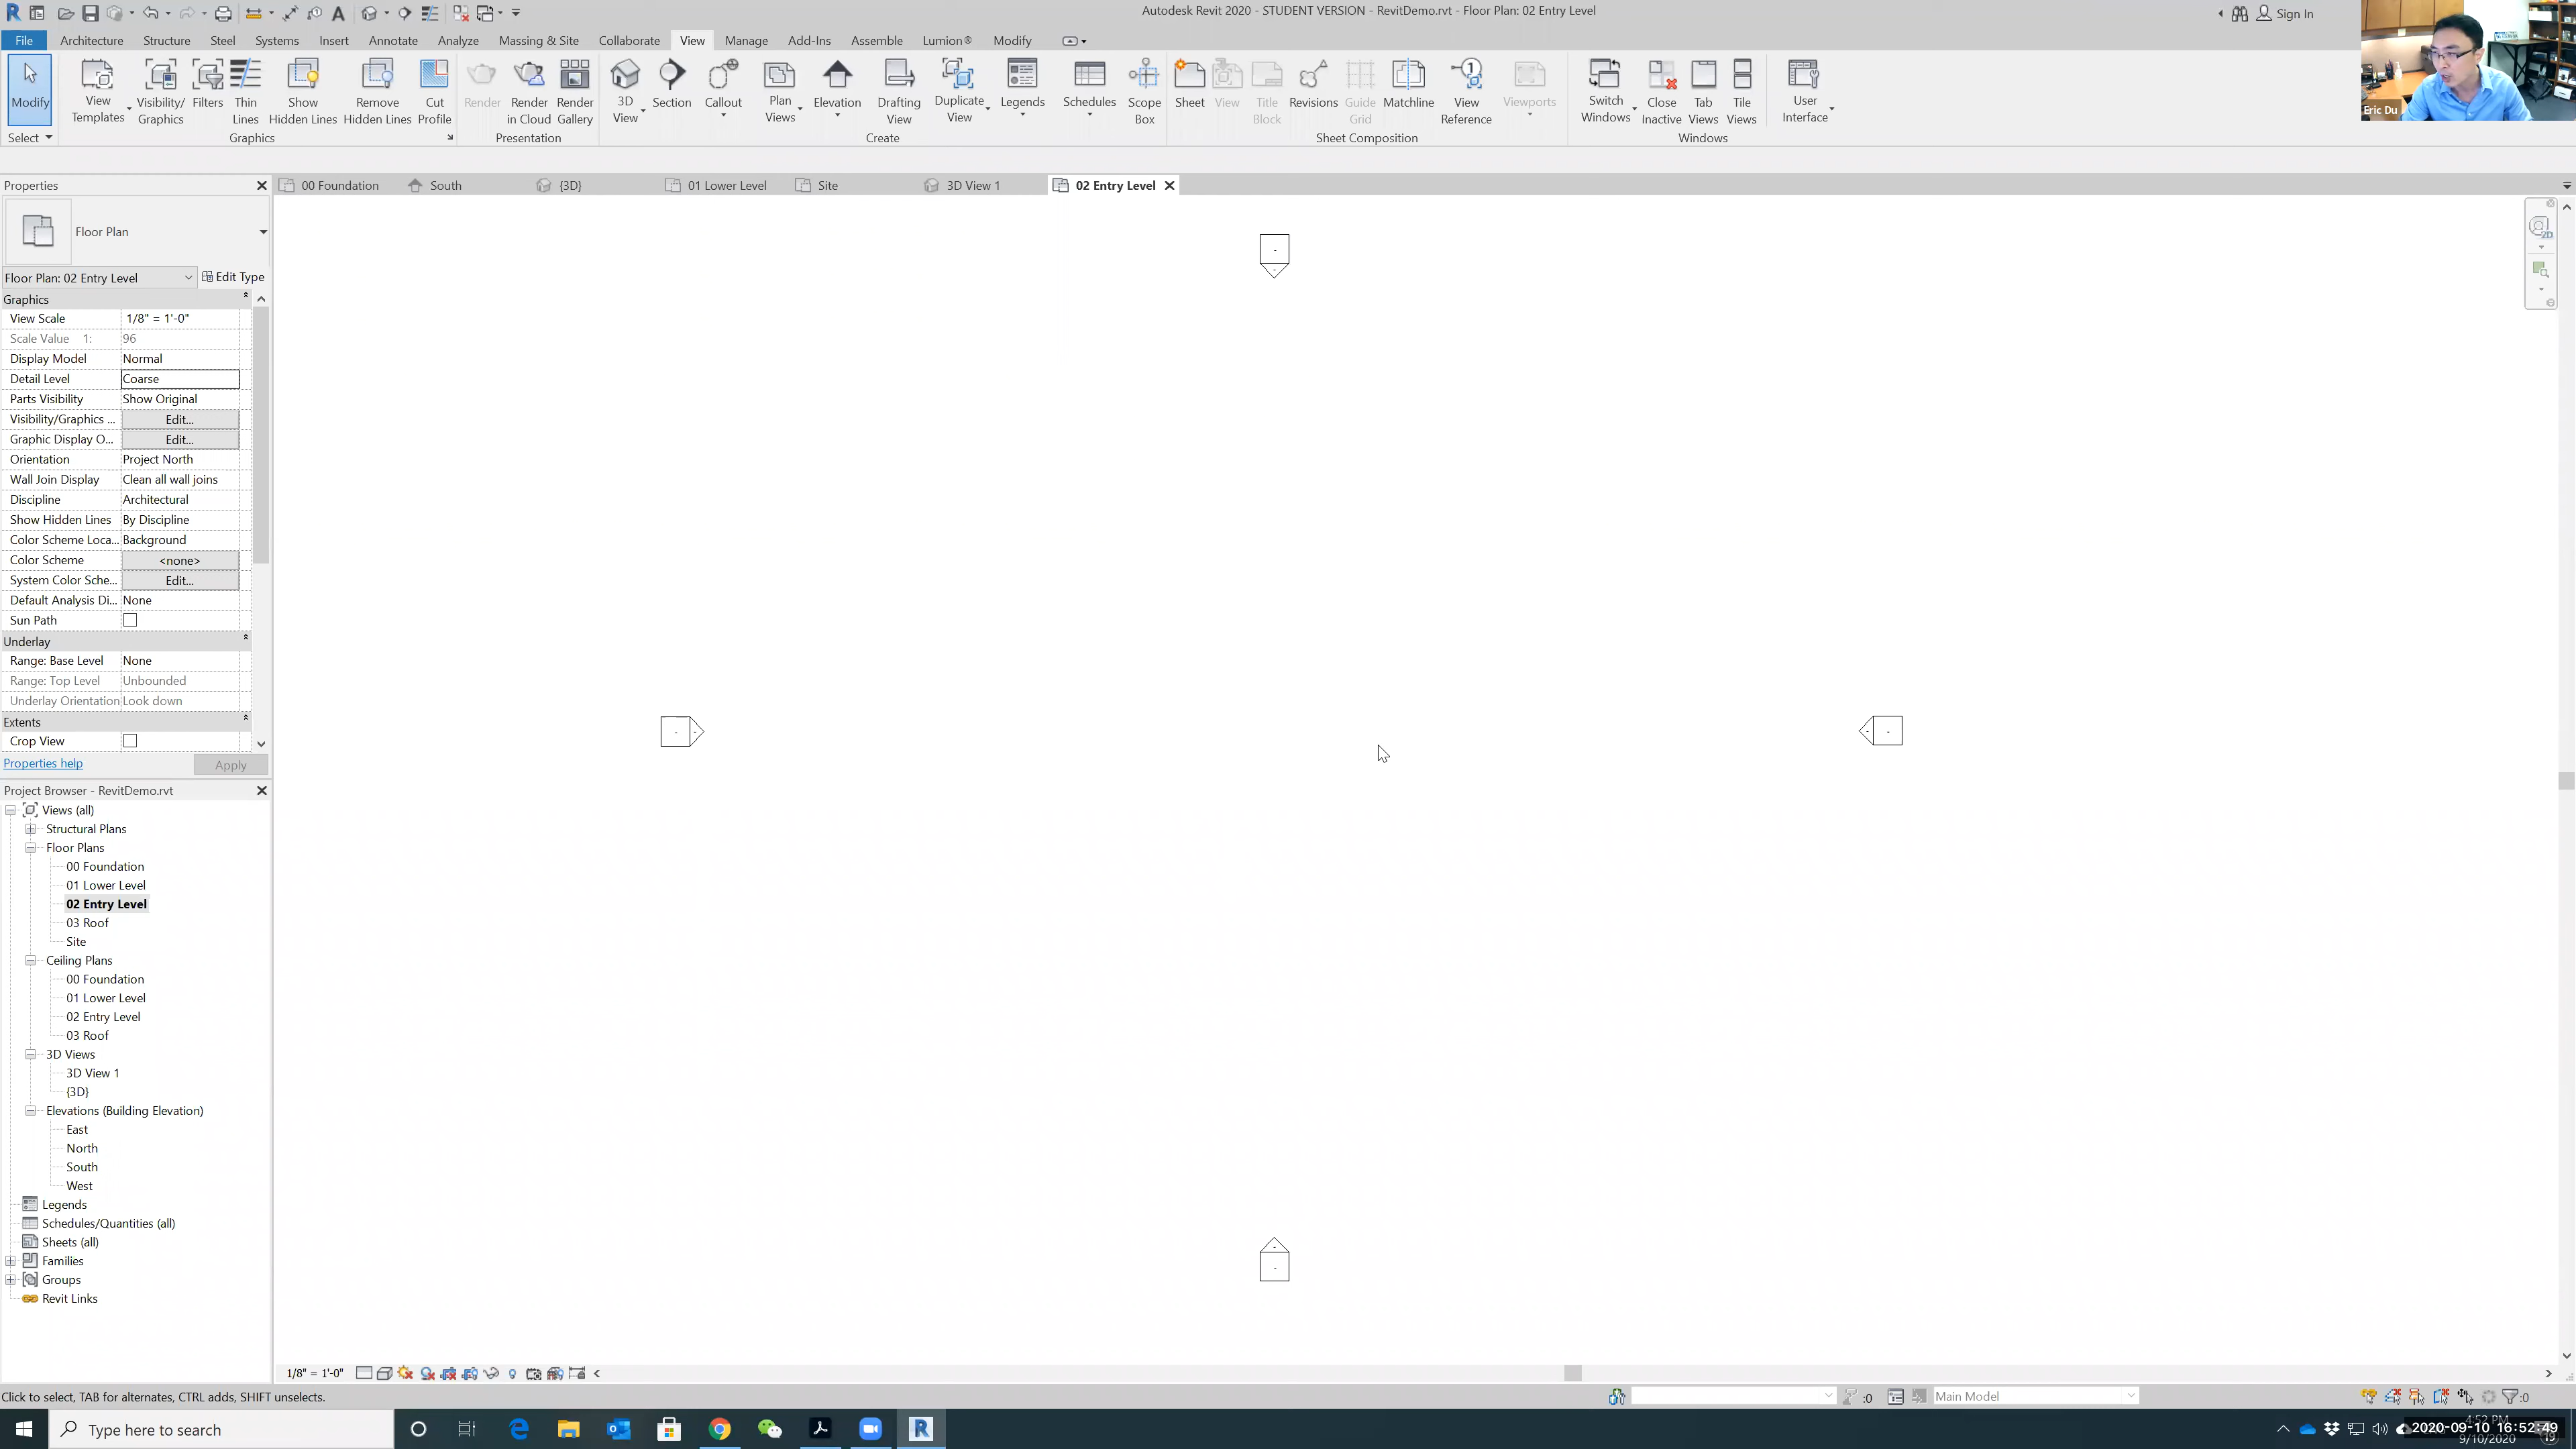 Autodesk Revit 2020 - STUDENT VERSION - RevitDemo.rvt - Floor Plan: 02 Entry Level
Sign In
File Architecture Structure Steel Systems Insert Annotate Analyze Massing & Site Collaborate View Manage Add-Ins Assemble Lumion® Modify
Modify
View Templates
Visibility/ Graphics
Filters
Thin Lines
Show Hidden Lines
Remove Hidden Lines
Cut Profile
Render
Render in Cloud
Render Gallery
3D View
Section
Callout
Plan Views
Elevation
Drafting View
Duplicate View
Legends
Schedules
Scope Box
Sheet
View
Title Block
Revisions
Guide Grid
Matchline
View Reference
Viewports
Switch Windows
Close Inactive
Tab Views
Tile Views
User Interface
Eric Du
Select Graphics Presentation Create Sheet Composition Windows
Properties
00 Foundation South {3D} 01 Lower Level Site 3D View 1 02 Entry Level
Floor Plan
Floor Plan: 02 Entry Level Edit Type
Graphics
View Scale 1/8" = 1'-0"
Scale Value 1: 96
Display Model Normal
Detail Level Coarse
Parts Visibility Show Original
Visibility/Graphics ... Edit...
Graphic Display O... Edit...
Orientation Project North
Wall Join Display Clean all wall joins
Discipline Architectural
Show Hidden Lines By Discipline
Color Scheme Loca... Background
Color Scheme <none>
System Color Sche... Edit...
Default Analysis Di... None
Sun Path
Underlay
Range: Base Level None
Range: Top Level Unbounded
Underlay Orientation Look down
Extents
Crop View
Properties help Apply
Project Browser - RevitDemo.rvt
Views (all)
Structural Plans
Floor Plans
00 Foundation
01 Lower Level
02 Entry Level
03 Roof
Site
Ceiling Plans
00 Foundation
01 Lower Level
02 Entry Level
03 Roof
3D Views
3D View 1
{3D}
Elevations (Building Elevation)
East
North
South
West
Legends
Schedules/Quantities (all)
Sheets (all)
Families
Groups
Revit Links
1/8" = 1'-0"
Click to select, TAB for alternates, CTRL adds, SHIFT unselects.
:0 Main Model :0
Type here to search
4:52 PM
2020-09-10 16:52:49
9/10/2020